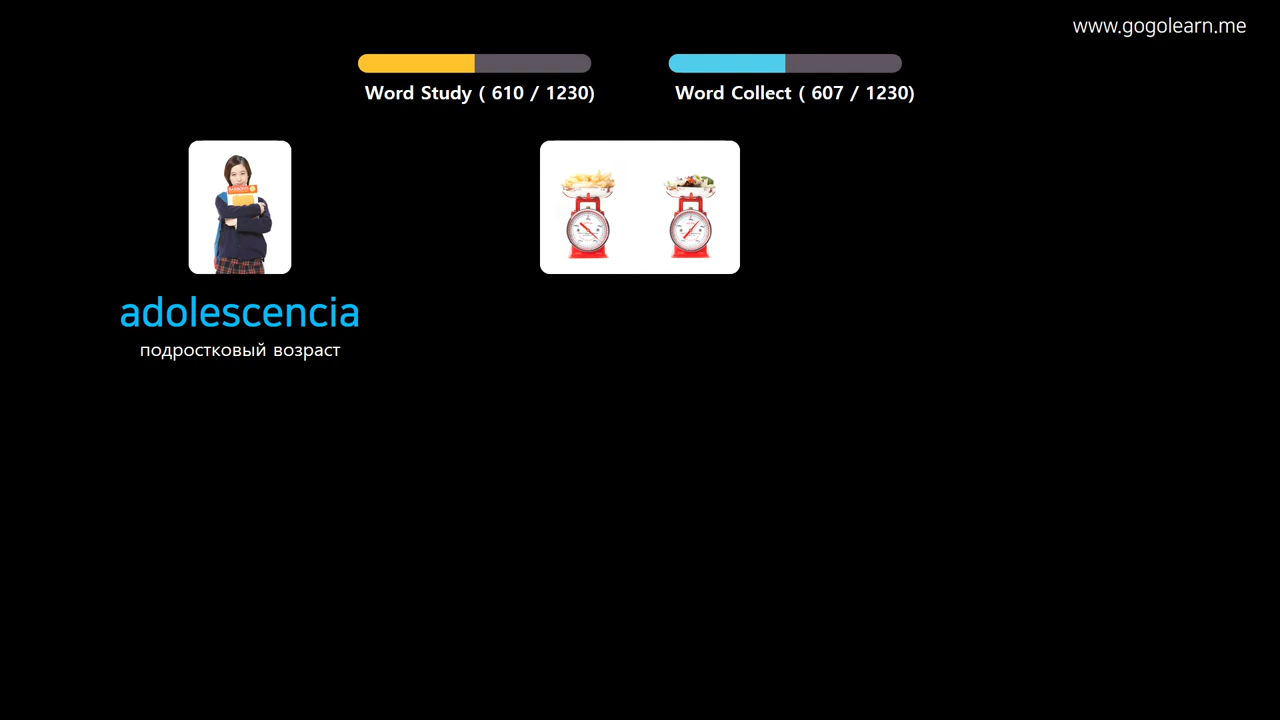 www.gogolearn.me
Word Study ( 610 / 1230)
Word Collect ( 607 / 1230)
adolescencia
подростковый возраст